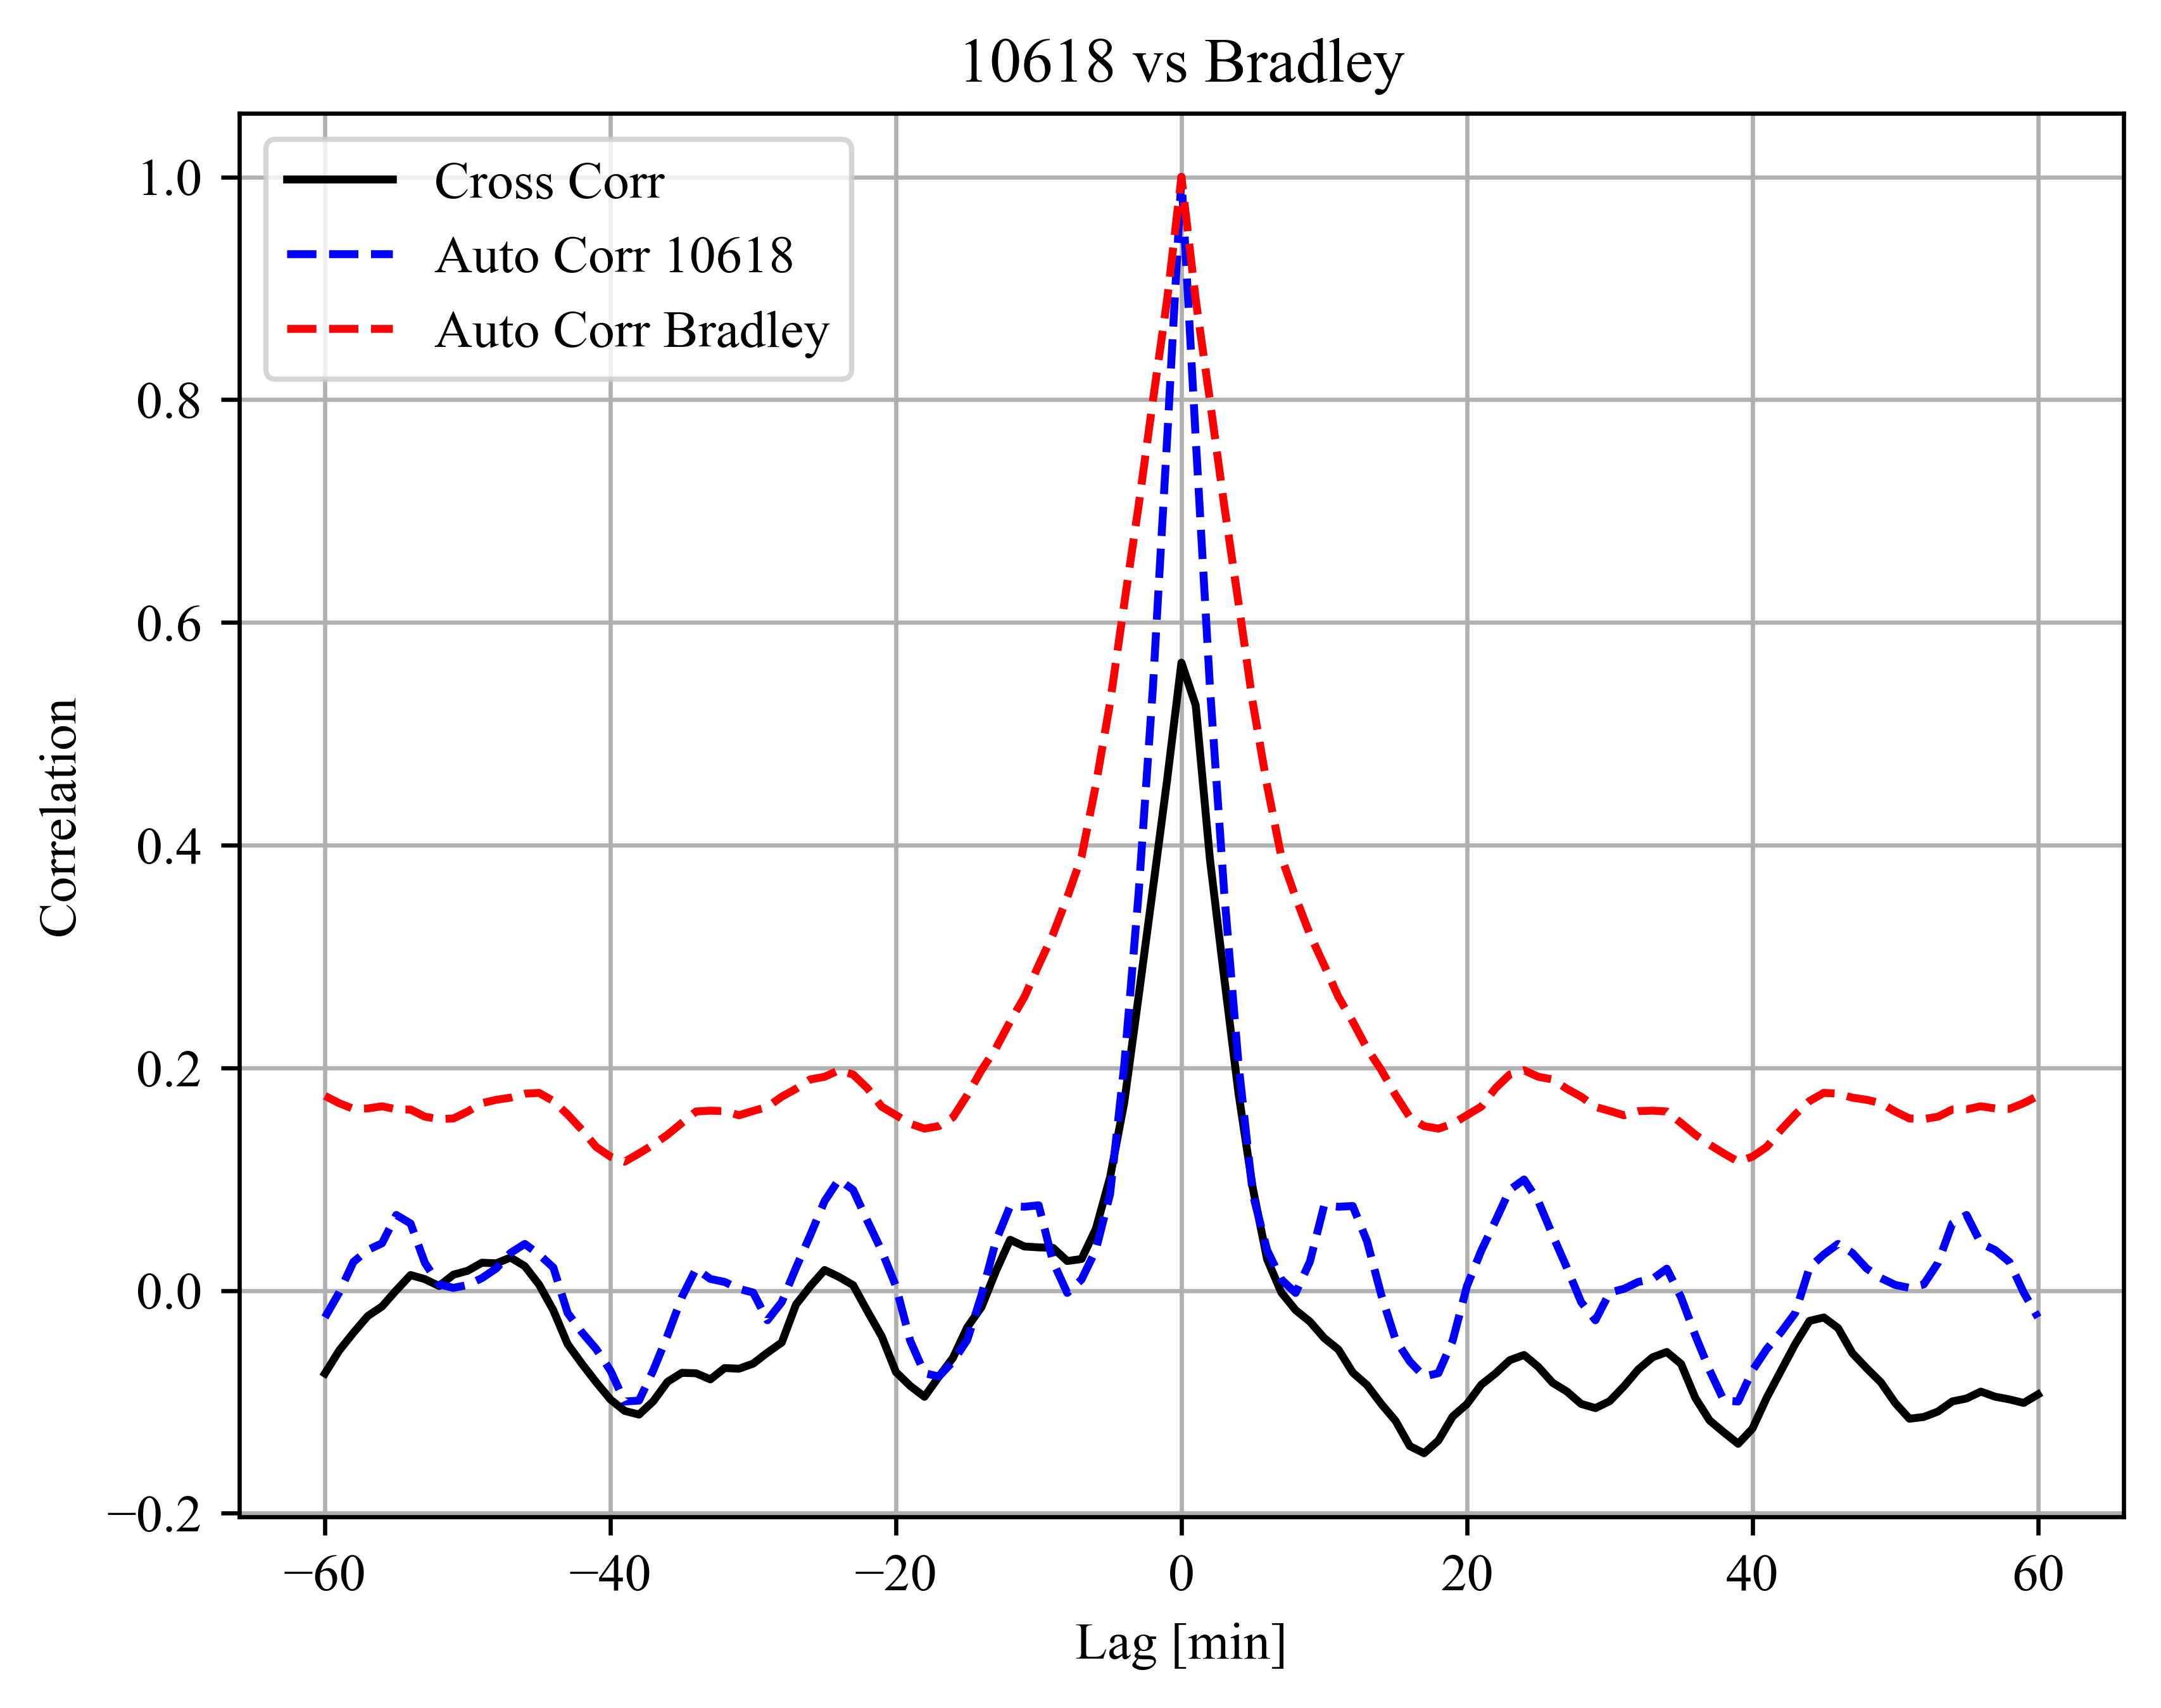 10618 vs Bradley
Cross Corr
Auto Corr 10618
Auto Corr Bradley
1.0
0.8
0.6
0.4
0.2
0.0
−0.2
Correlation
−60 −40 −20 0 20 40 60
Lag [min]